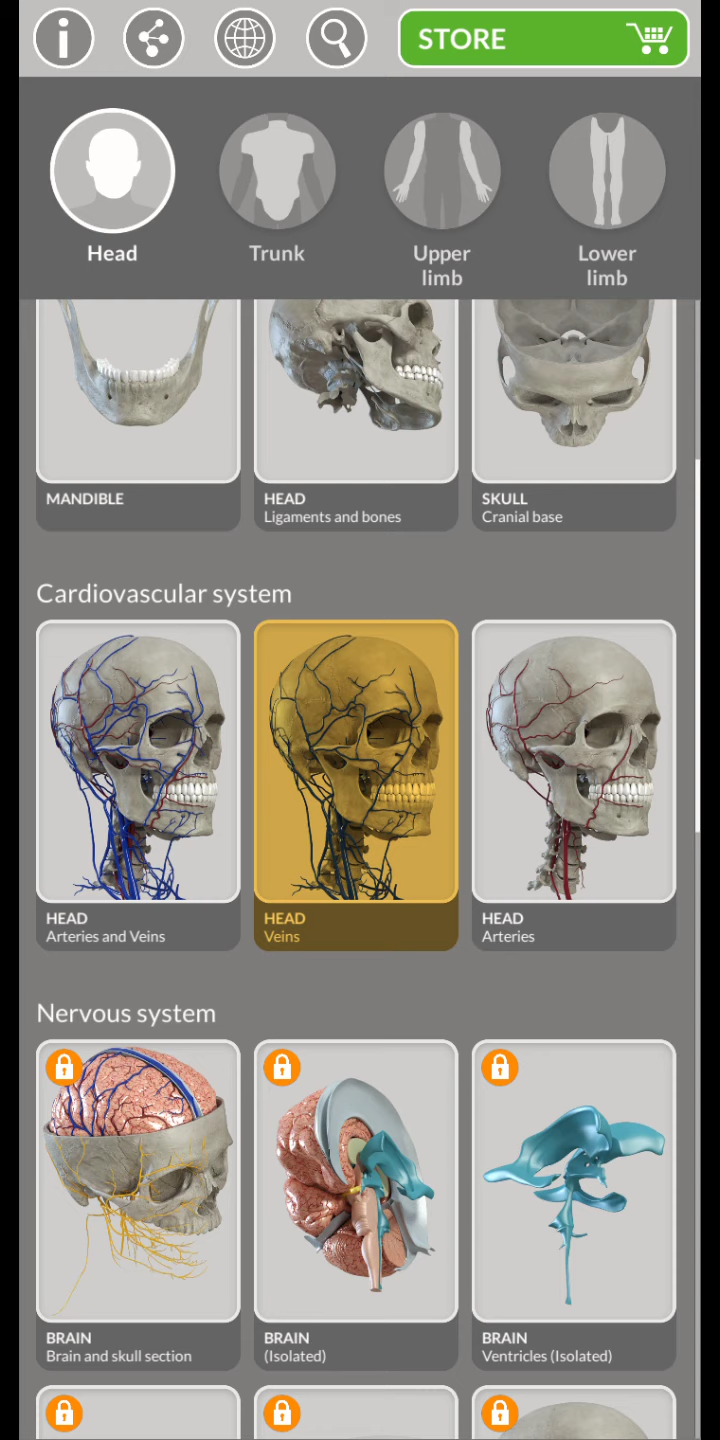 STORE
Head
Trunk
Upper
limb
Lower
limb
MANDIBLE
HEAD
Ligaments and bones
SKULL
Cranial base
Cardiovascular system
HEAD
Arteries and Veins
HEAD
Veins
HEAD
Arteries
Nervous system
BRAIN
Brain and skull section
BRAIN
(Isolated)
BRAIN
Ventricles (Isolated)